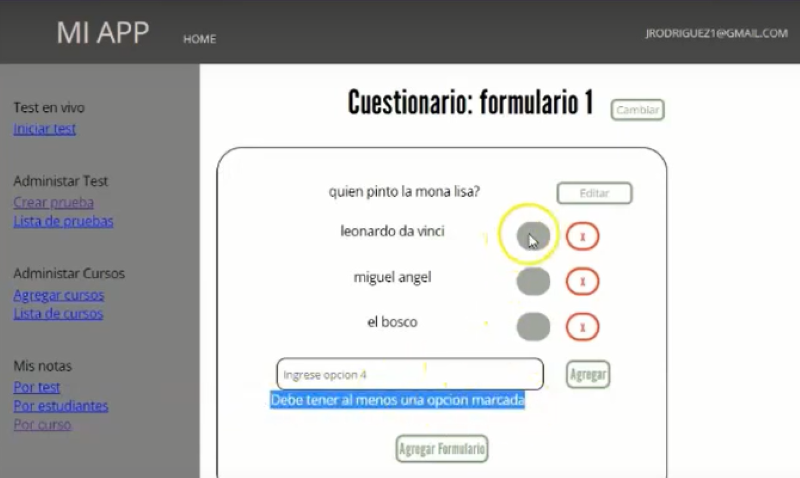 MI APP HOME JRODRIGUEZ1@GMAIL.COM
Test en vivo
Iniciar test
Administar Test
Crear prueba
Lista de pruebas
Administar Cursos
Agregar cursos
Lista de cursos
Mis notas
Por test
Por estudiantes
Por curso
Cuestionario: formulario 1 Cambiar
quien pinto la mona lisa? Editar
leonardo da vinci X
miguel angel X
el bosco X
Ingrese opcion 4 Agregar
Debe tener al menos una opcion marcada
Agregar Formulario